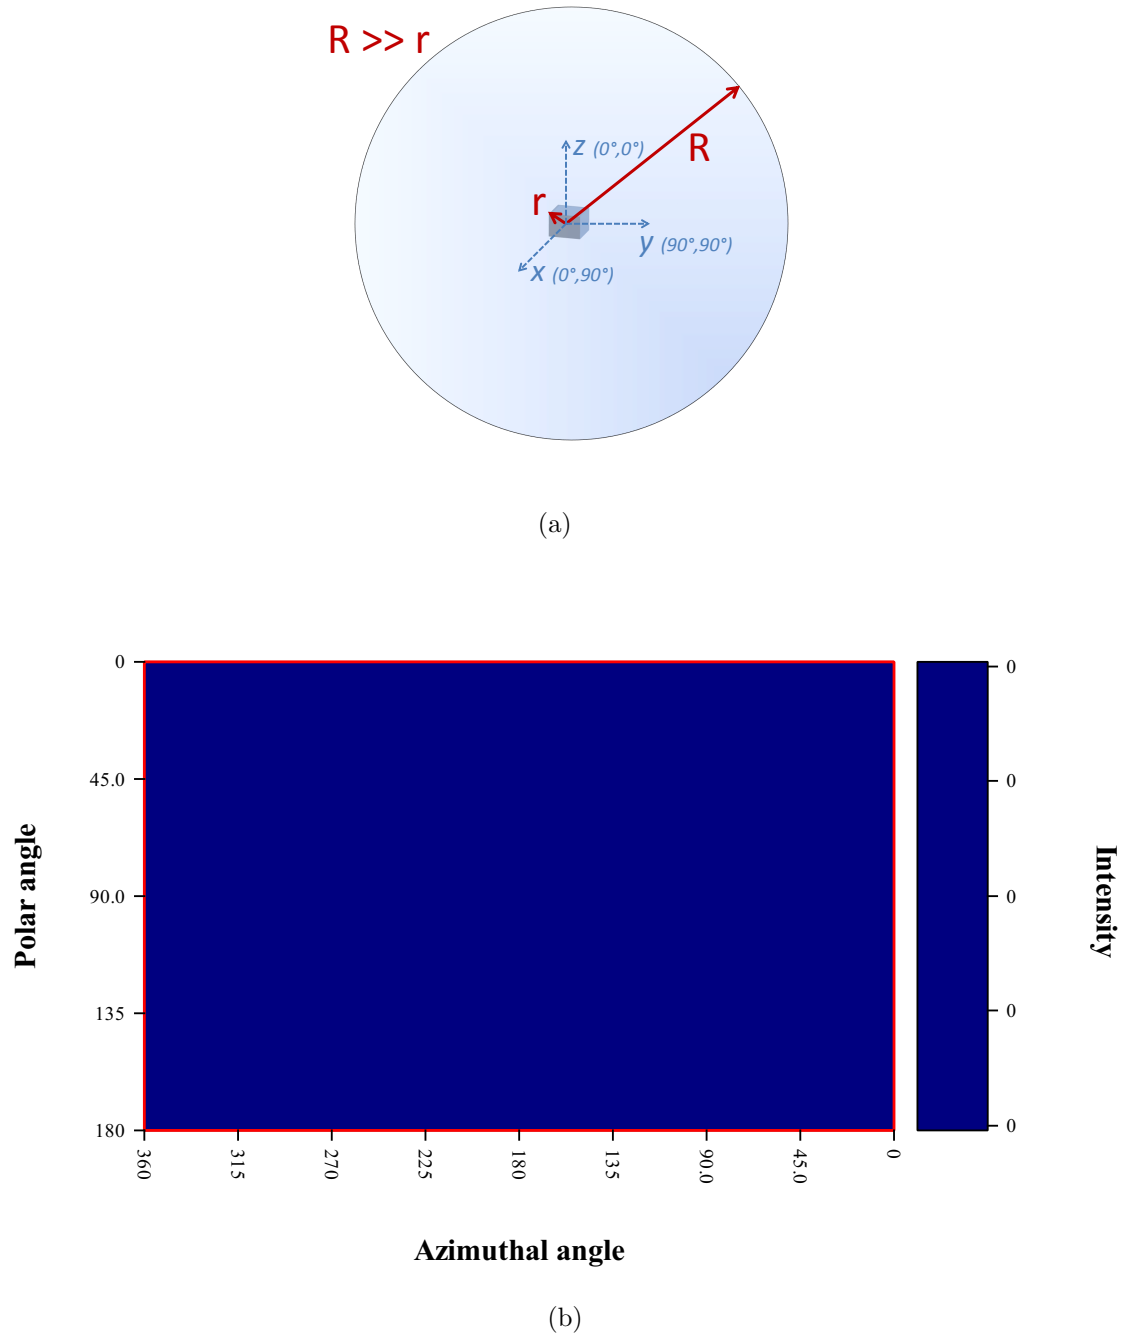 R >> r
z (0°,0°)
R
r
y (90°,90°)
x (0°,90°)
(a)
0
45.0
90.0
135
180
Polar angle
360
315
270
225
180
135
90.0
45.0
0
Azimuthal angle
0
0
0
0
0
Intensity
(b)